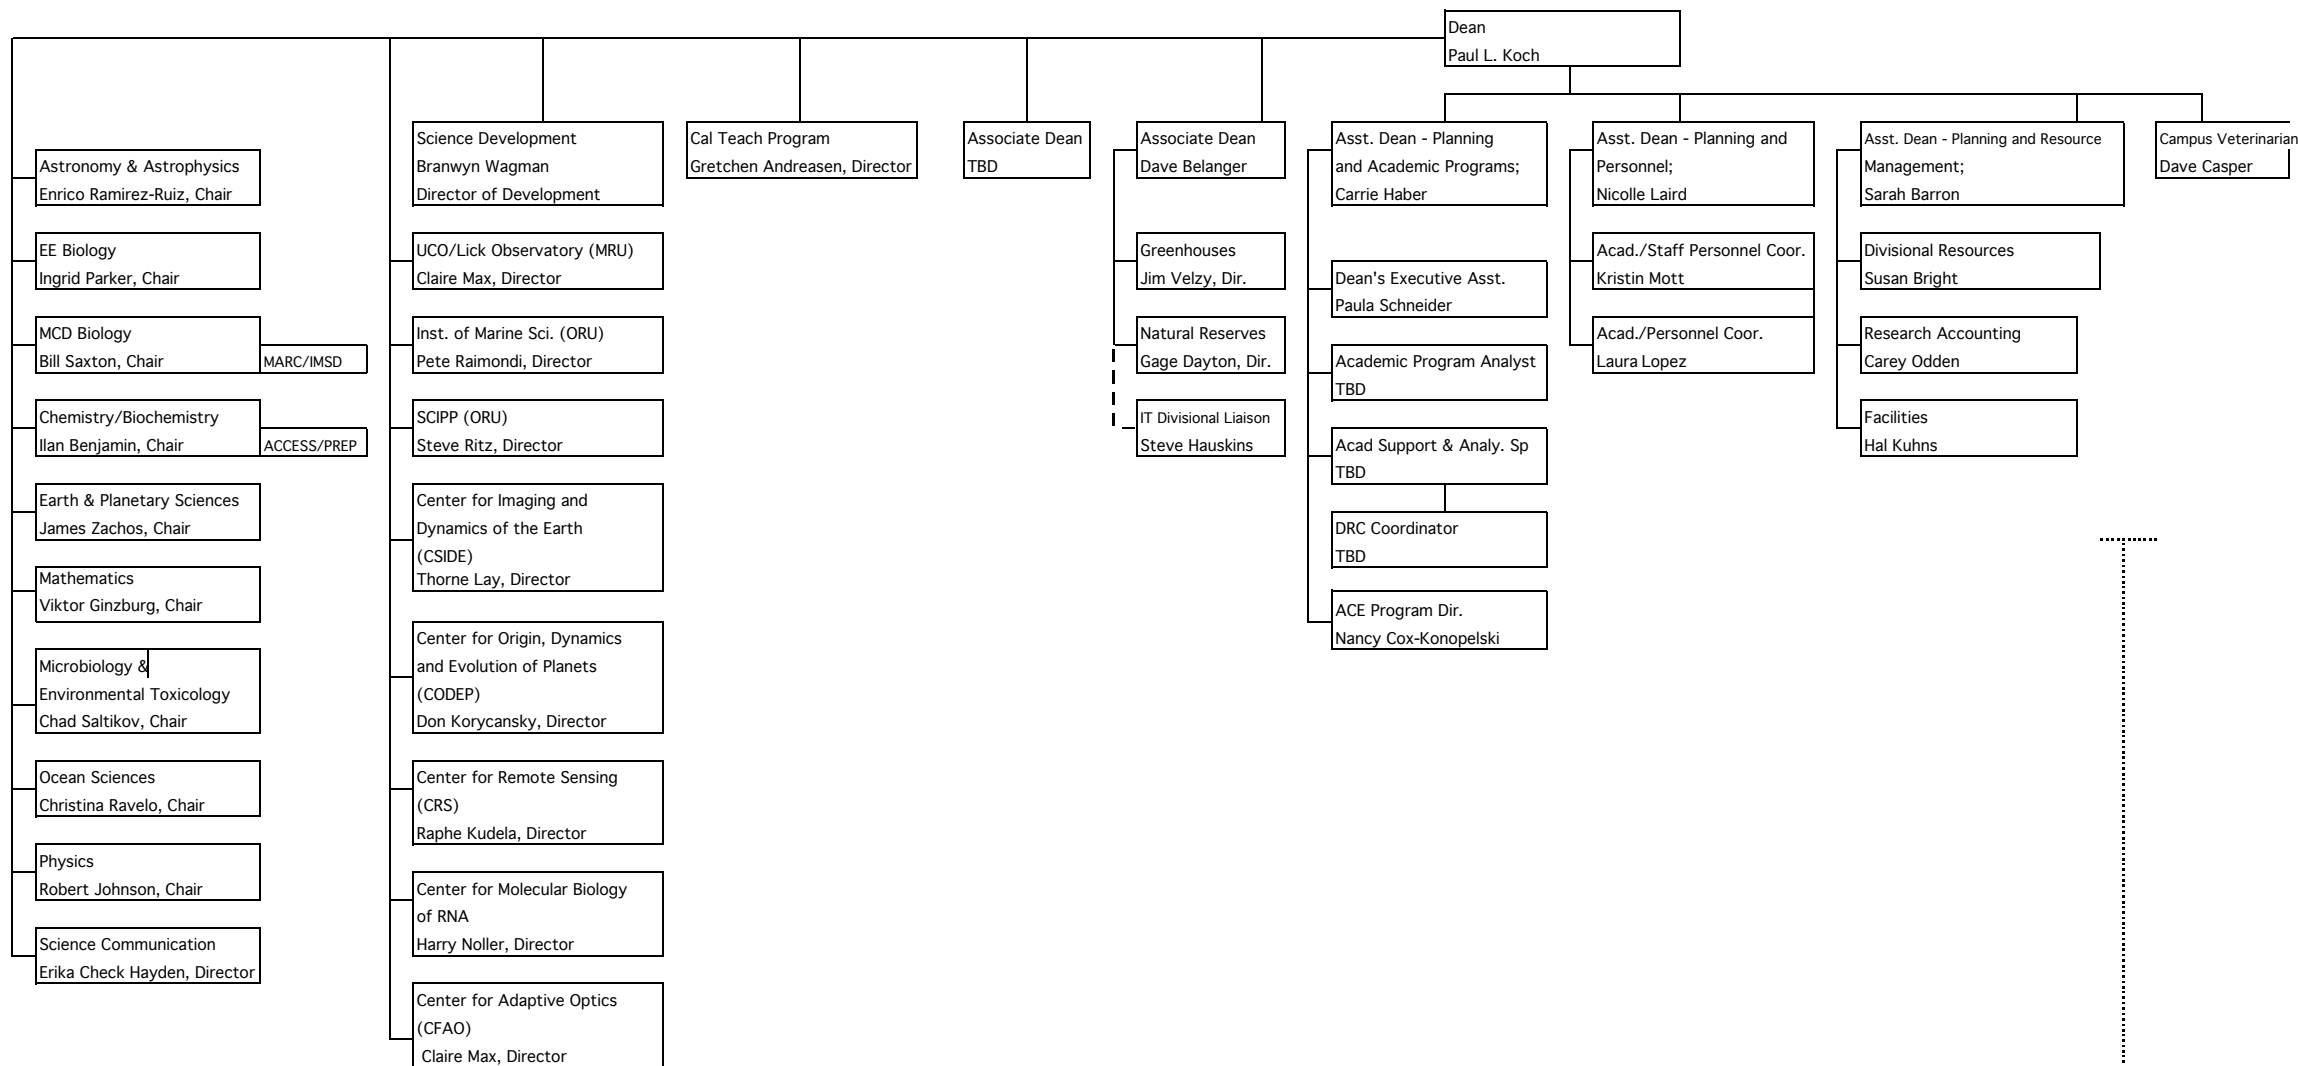 Dean
Paul L. Koch
Astronomy & Astrophysics
Enrico Ramirez-Ruiz, Chair
EE Biology
Ingrid Parker, Chair
MCD Biology
Bill Saxton, Chair
MARC/IMSD
Chemistry/Biochemistry
Ilan Benjamin, Chair
ACCESS/PREP
Earth & Planetary Sciences
James Zachos, Chair
Mathematics
Viktor Ginzburg, Chair
Microbiology &
Environmental Toxicology
Chad Saltikov, Chair
Ocean Sciences
Christina Ravelo, Chair
Physics
Robert Johnson, Chair
Science Communication
Erika Check Hayden, Director
Science Development
Branwyn Wagman
Director of Development
UCO/Lick Observatory (MRU)
Claire Max, Director
Inst. of Marine Sci. (ORU)
Pete Raimondi, Director
SCIPP (ORU)
Steve Ritz, Director
Center for Imaging and
Dynamics of the Earth
(CSIDE)
Thorne Lay, Director
Center for Origin, Dynamics
and Evolution of Planets
(CODEP)
Don Korycansky, Director
Center for Remote Sensing
(CRS)
Raphe Kudela, Director
Center for Molecular Biology
of RNA
Harry Noller, Director
Center for Adaptive Optics
(CFAO)
Claire Max, Director
Cal Teach Program
Gretchen Andreasen, Director
Associate Dean
TBD
Associate Dean
Dave Belanger
Greenhouses
Jim Velzy, Dir.
Natural Reserves
Gage Dayton, Dir.
IT Divisional Liaison
Steve Hauskins
Asst. Dean - Planning
and Academic Programs;
Carrie Haber
Dean's Executive Asst.
Paula Schneider
Academic Program Analyst
TBD
Acad Support & Analy. Sp
TBD
DRC Coordinator
TBD
ACE Program Dir.
Nancy Cox-Konopelski
Asst. Dean - Planning and
Personnel;
Nicolle Laird
Acad./Staff Personnel Coor.
Kristin Mott
Acad./Personnel Coor.
Laura Lopez
Asst. Dean - Planning and Resource
Management;
Sarah Barron
Divisional Resources
Susan Bright
Research Accounting
Carey Odden
Facilities
Hal Kuhns
Campus Veterinarian
Dave Casper